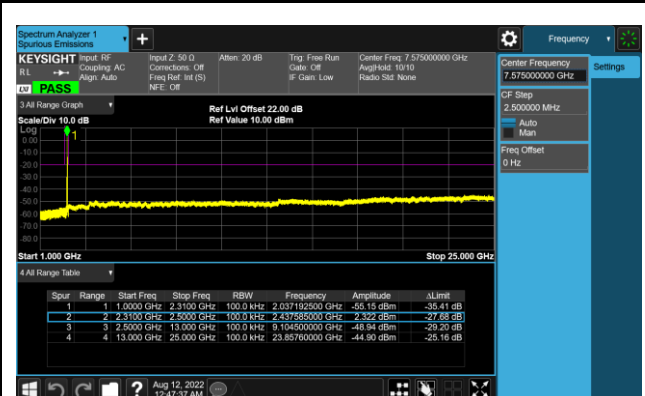 Spectrum Analyzer 1
Spurious Emissions
Frequency
KEYSIGHT
RL
Input: RF
Coupling: AC
Align: Auto
Input Z: 50 Ω
Corrections: Off
Freq Ref: Int (S)
NFE: Off
Atten: 20 dB
Trig: Free Run
Gate: Off
IF Gain: Low
Center Freq: 7.575000000 GHz
Avg|Hold: 10/10
Radio Std: None
LXI PASS
3 All Range Graph
Scale/Div 10.0 dB
Ref Lvl Offset 22.00 dB
Ref Value 10.00 dBm
Log
1
0.00
-10.0
-20.0
-30.0
-40.0
-50.0
-60.0
-70.0
-80.0
Start 1.000 GHz
Stop 25.000 GHz
4 All Range Table
Spur Range Start Freq Stop Freq RBW Frequency Amplitude ΔLimit
1 1 1.0000 GHz 2.3100 GHz 100.0 kHz 2.037192500 GHz -55.15 dBm -35.41 dB
2 2 2.3100 GHz 2.5000 GHz 100.0 kHz 2.437585000 GHz 2.322 dBm -27.68 dB
3 3 2.5000 GHz 13.000 GHz 100.0 kHz 9.104500000 GHz -48.94 dBm -29.20 dB
4 4 13.000 GHz 25.000 GHz 100.0 kHz 23.85760000 GHz -44.90 dBm -25.16 dB
Aug 12, 2022
12:47:37 AM
Center Frequency
7.575000000 GHz
Settings
CF Step
2.500000 MHz
Auto
Man
Freq Offset
0 Hz